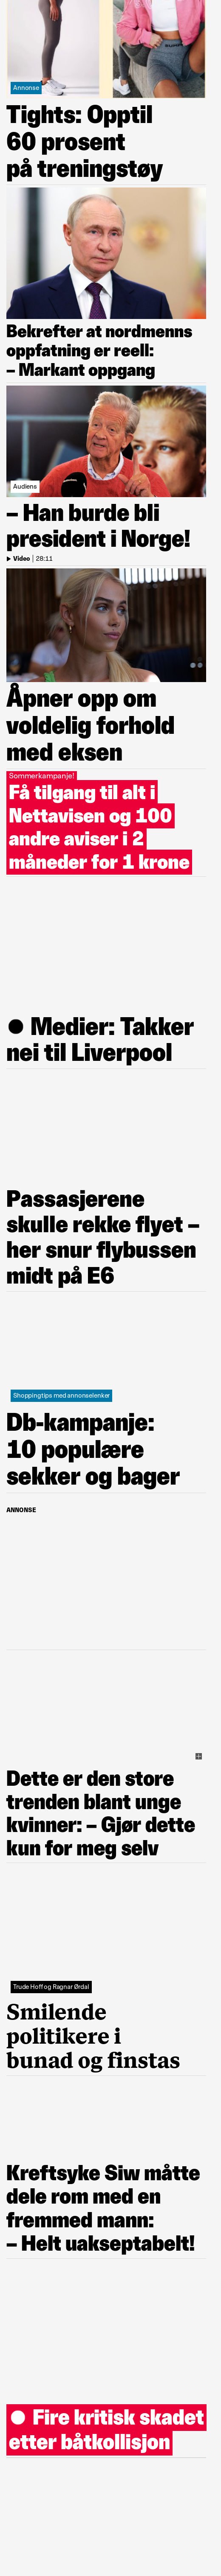 Annonse
Tights: Opptil
60 prosent
på treningstøy
Bekrefter at nordmenns
oppfatning er reell:
– Markant oppgang
Audiens
– Han burde bli
president i Norge!
Video | 28:11
Åpner opp om
voldelig forhold
med eksen
Sommerkampanje!
Få tilgang til alt i
Nettavisen og 100
andre aviser i 2
måneder for 1 krone
Medier: Takker
nei til Liverpool
Passasjerene
skulle rekke flyet –
her snur flybussen
midt på E6
Shoppingtips med annonselenker
Db-kampanje:
10 populære
sekker og bager
ANNONSE
Dette er den store
trenden blant unge
kvinner: – Gjør dette
kun for meg selv
Trude Hoff og Ragnar Ørdal
Smilende
politikere i
bunad og finstas
Kreftsyke Siw måtte
dele rom med en
fremmed mann:
– Helt uakseptabelt!
Fire kritisk skadet
etter båtkollisjon